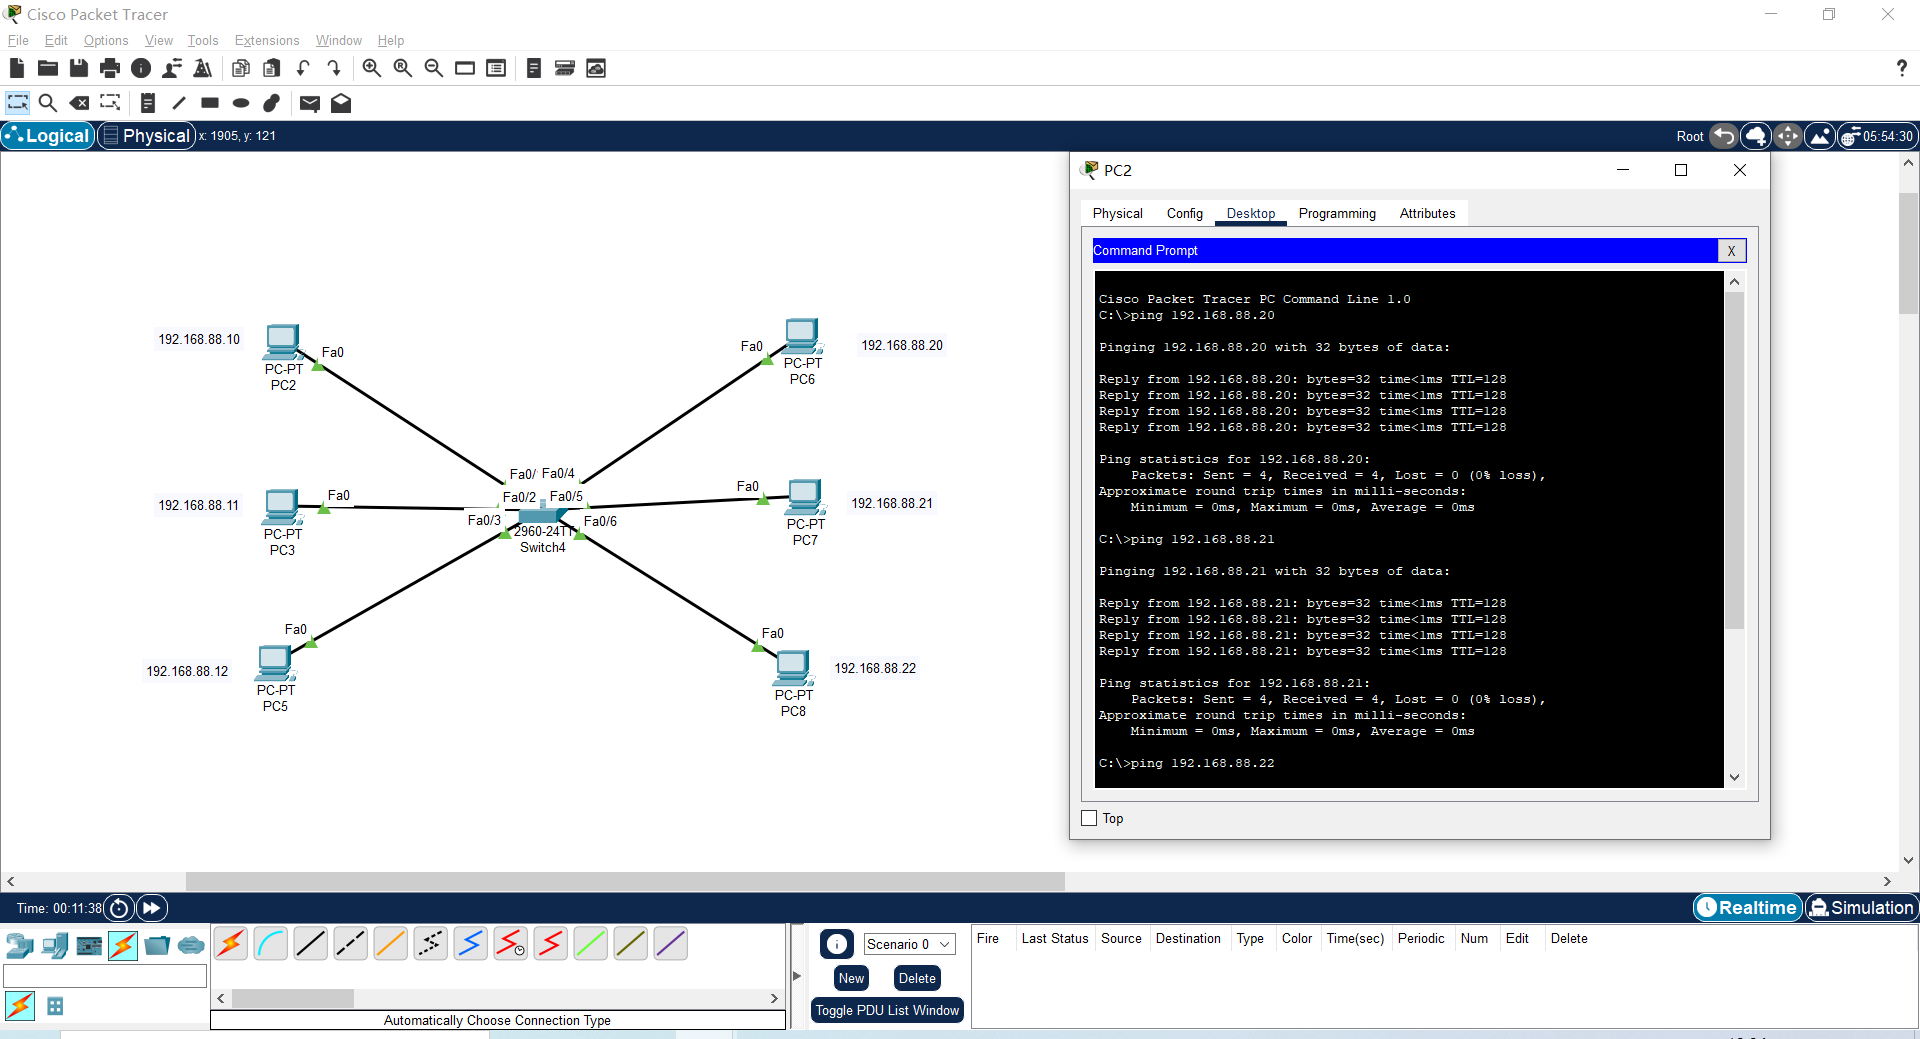 Cisco Packet Tracer
File Edit Options View Tools Extensions Window Help
Logical Physical x: 1905, y: 121 Root 05:54:30
192.168.88.10
Fa0
PC-PT
PC2
Fa0
PC-PT
PC6
192.168.88.20
Fa0/ Fa0/4
Fa0/2 Fa0/5
Fa0/3 Fa0/6
2960-24TT
Switch4
192.168.88.11
Fa0
PC-PT
PC3
Fa0
PC-PT
PC7
192.168.88.21
Fa0
192.168.88.12
PC-PT
PC5
Fa0
PC-PT
PC8
192.168.88.22
PC2
Physical Config Desktop Programming Attributes
Command Prompt X
Cisco Packet Tracer PC Command Line 1.0
C:\>ping 192.168.88.20
Pinging 192.168.88.20 with 32 bytes of data:
Reply from 192.168.88.20: bytes=32 time<1ms TTL=128
Reply from 192.168.88.20: bytes=32 time<1ms TTL=128
Reply from 192.168.88.20: bytes=32 time<1ms TTL=128
Reply from 192.168.88.20: bytes=32 time<1ms TTL=128
Ping statistics for 192.168.88.20:
Packets: Sent = 4, Received = 4, Lost = 0 (0% loss),
Approximate round trip times in milli-seconds:
Minimum = 0ms, Maximum = 0ms, Average = 0ms
C:\>ping 192.168.88.21
Pinging 192.168.88.21 with 32 bytes of data:
Reply from 192.168.88.21: bytes=32 time<1ms TTL=128
Reply from 192.168.88.21: bytes=32 time<1ms TTL=128
Reply from 192.168.88.21: bytes=32 time<1ms TTL=128
Reply from 192.168.88.21: bytes=32 time<1ms TTL=128
Ping statistics for 192.168.88.21:
Packets: Sent = 4, Received = 4, Lost = 0 (0% loss),
Approximate round trip times in milli-seconds:
Minimum = 0ms, Maximum = 0ms, Average = 0ms
C:\>ping 192.168.88.22
Top
Time: 00:11:38 Realtime Simulation
Scenario 0
New Delete
Toggle PDU List Window
Fire Last Status Source Destination Type Color Time(sec) Periodic Num Edit Delete
Automatically Choose Connection Type